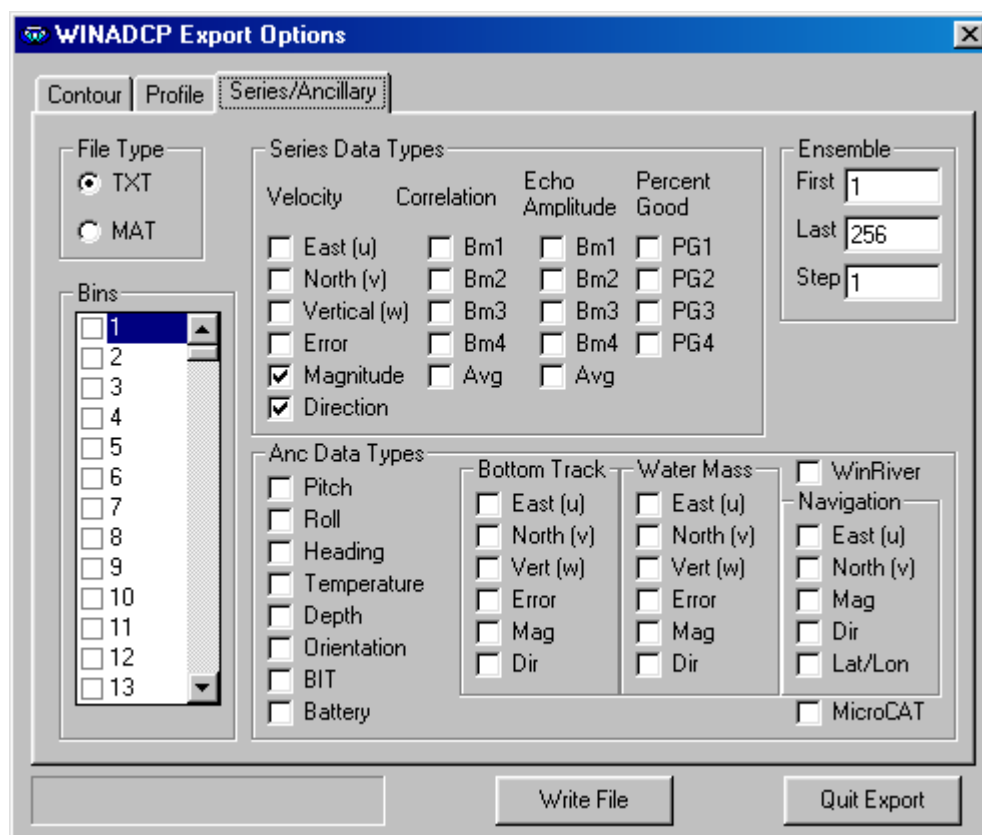 WINADCP Export Options
Contour Profile Series/Ancillary
File Type
TXT
MAT
Bins
1
2
3
4
5
6
7
8
9
10
11
12
13
Series Data Types
Velocity
East (u)
North (v)
Vertical (w)
Error
Magnitude
Direction
Correlation
Bm1
Bm2
Bm3
Bm4
Avg
Echo
Amplitude
Bm1
Bm2
Bm3
Bm4
Avg
Percent
Good
PG1
PG2
PG3
PG4
Ensemble
First 1
Last 256
Step 1
Anc Data Types
Pitch
Roll
Heading
Temperature
Depth
Orientation
BIT
Battery
Bottom Track
East (u)
North (v)
Vert (w)
Error
Mag
Dir
Water Mass
East (u)
North (v)
Vert (w)
Error
Mag
Dir
WinRiver
Navigation
East (u)
North (v)
Mag
Dir
Lat/Lon
MicroCAT
Write File
Quit Export